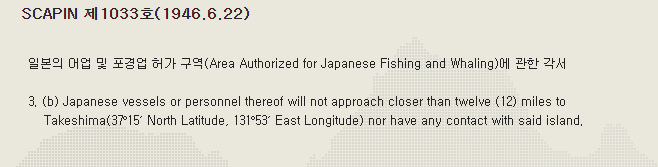 SCAPIN 제1033호(1946.6.22)
일본의 어업 및 포경업 허가 구역(Area Authorized for Japanese Fishing and Whaling)에 관한 각서
3. (b) Japanese vessels or personnel thereof will not approach closer than twelve (12) miles to
Takeshima(37°15´ North Latitude, 131°53´ East Longitude) nor have any contact with said island.